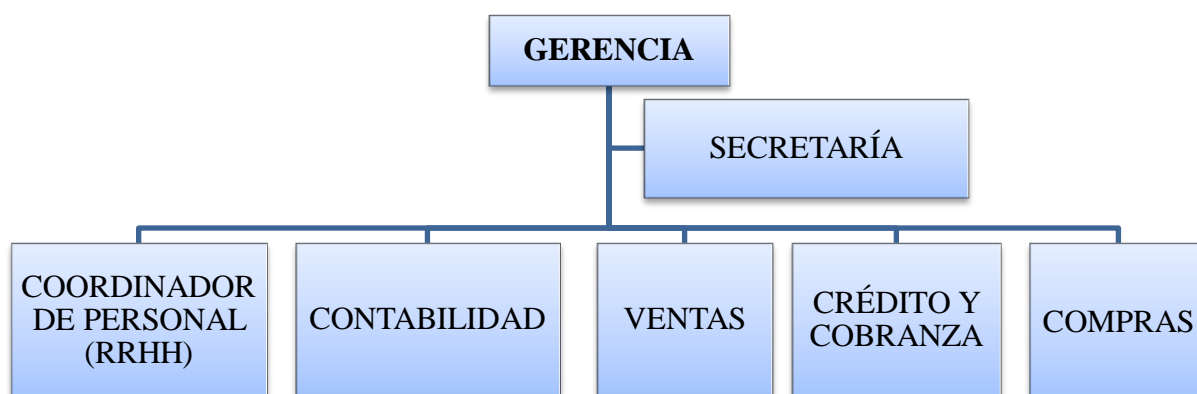 GERENCIA
SECRETARÍA
COORDINADOR
DE PERSONAL
(RRHH)
CONTABILIDAD
VENTAS
CRÉDITO Y
COBRANZA
COMPRAS